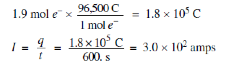 1.9 mol e⁻ × 96,500 C / 1 mol e⁻ = 1.8 × 10⁵ C
I = q / t = 1.8 × 10⁵ C / 600. s = 3.0 × 10² amps